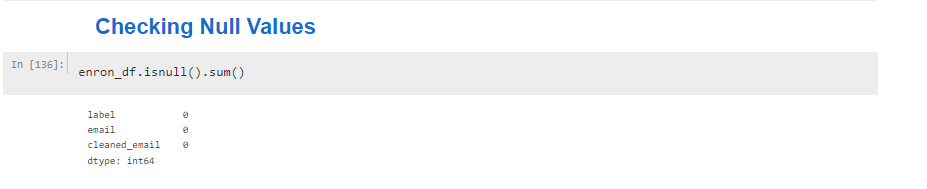 Checking Null Values
In [136]: enron_df.isnull().sum()
label 0
email 0
cleaned_email 0
dtype: int64